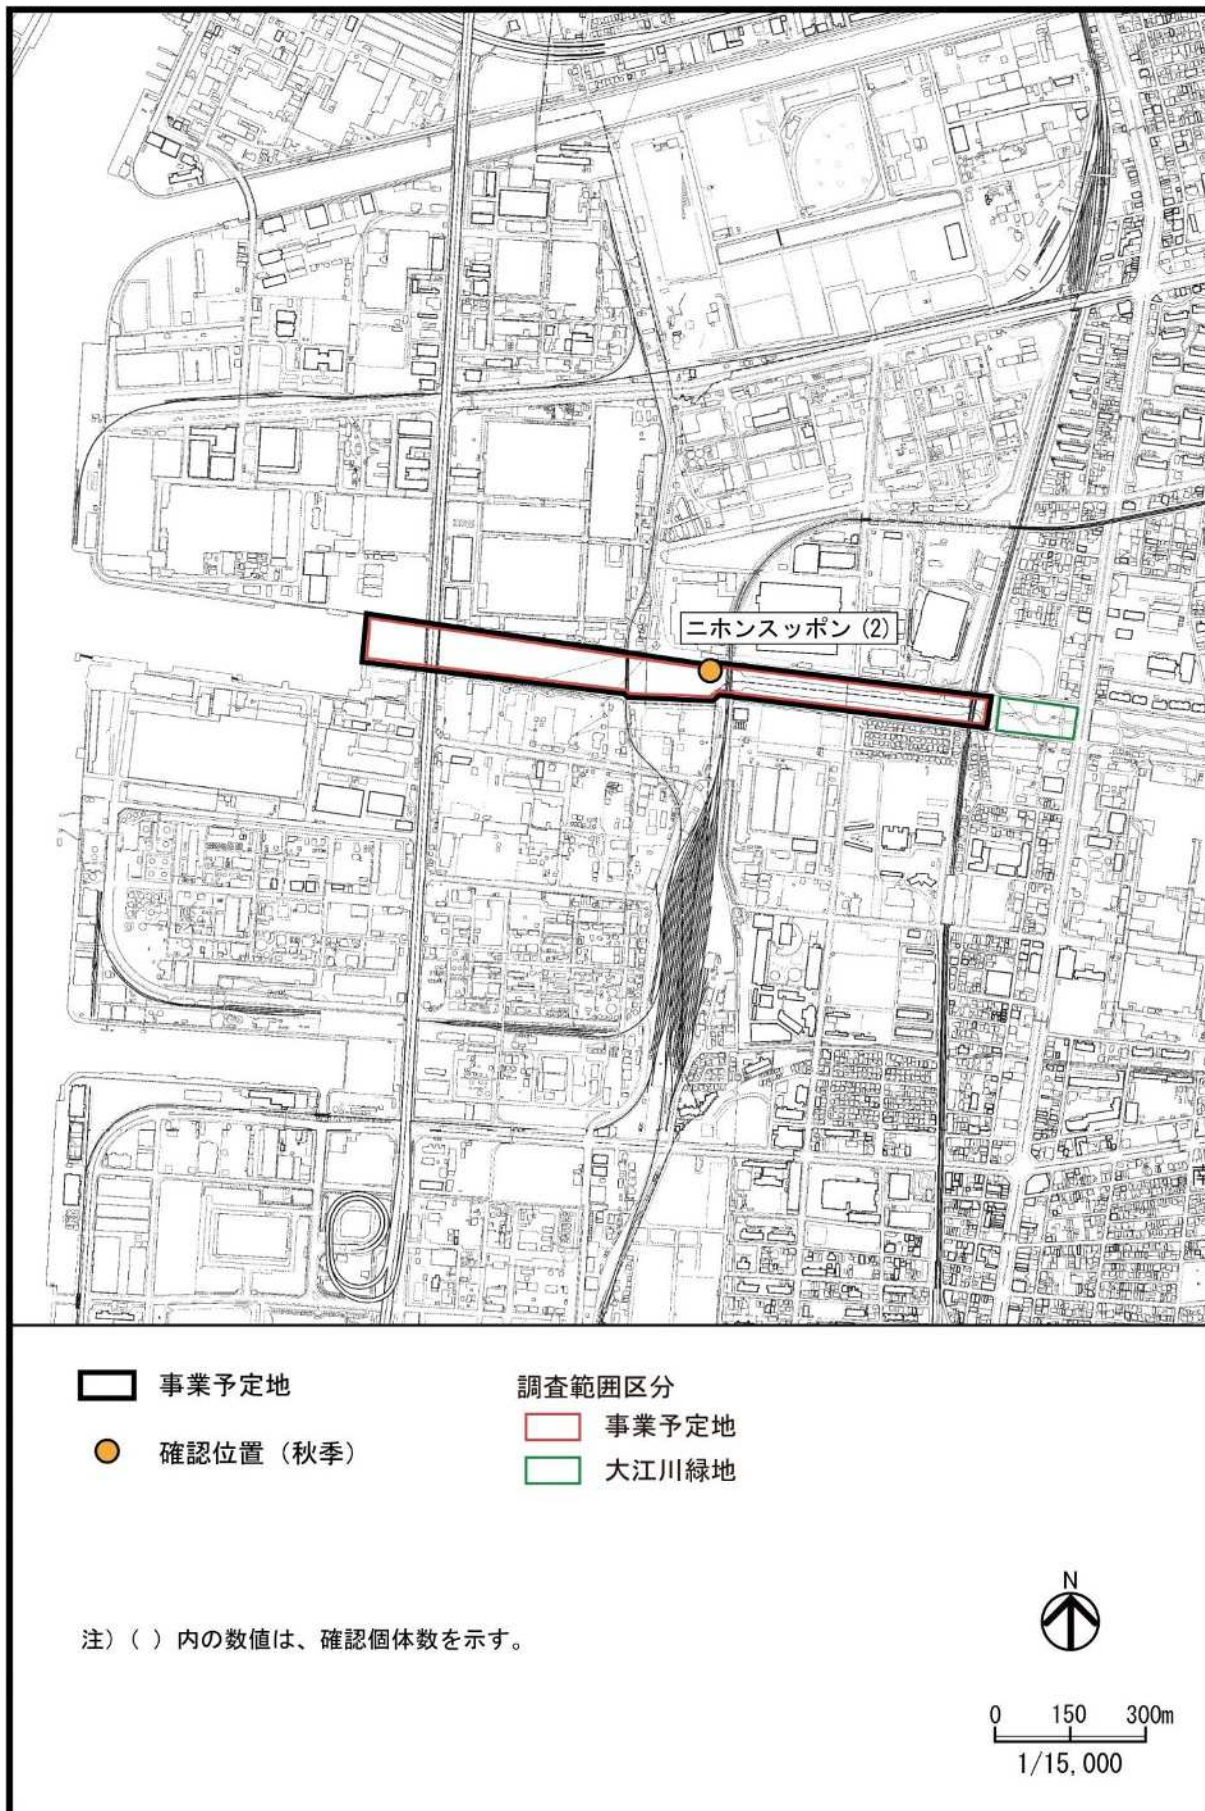 ニホンスッポン (2)
事業予定地
確認位置（秋季）
調査範囲区分
事業予定地
大江川緑地
注）（ ）内の数値は、確認個体数を示す。
N
0 150 300m
1/15,000